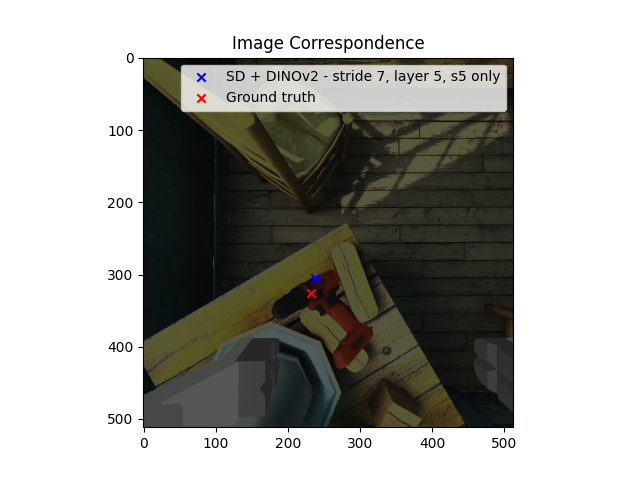 Image Correspondence
SD + DINOv2 - stride 7, layer 5, s5 only
Ground truth
0
100
200
300
400
500
0 100 200 300 400 500